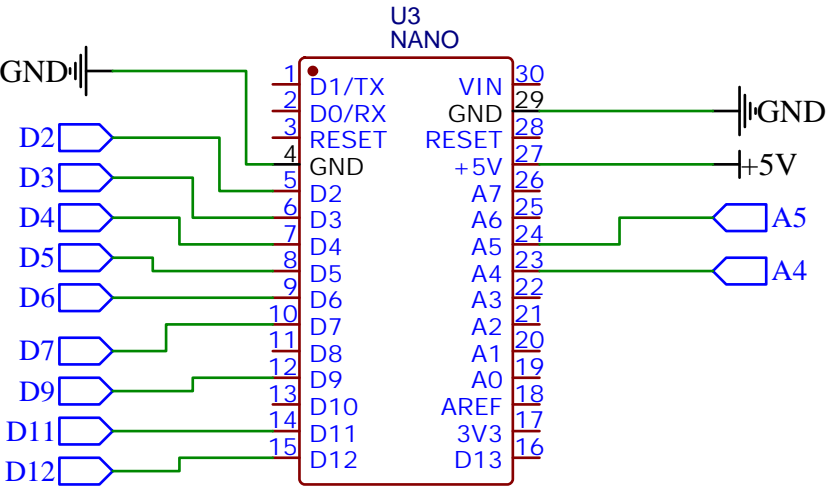 U3
NANO
GND
1 D1/TX VIN 30
2 D0/RX GND 29 GND
3 RESET RESET 28
D2
4 GND +5V 27 +5V
D3
5 D2 A7 26
D4
6 D3 A6 25 A5
7 D4 A5 24
D5
8 D5 A4 23 A4
D6
9 D6 A3 22
10 D7 A2 21
D7
11 D8 A1 20
D9
12 D9 A0 19
13 D10 AREF 18
D11
14 D11 3V3 17
D12
15 D12 D13 16